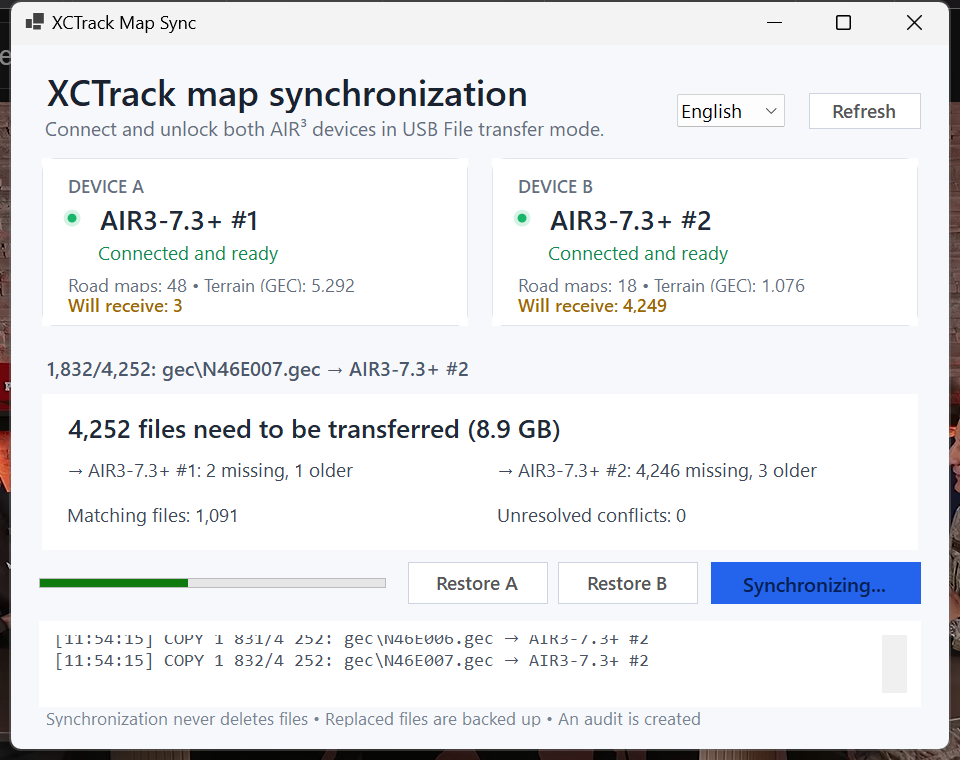 XCTrack Map Sync
XCTrack map synchronization
Connect and unlock both AIR³ devices in USB File transfer mode.
English
Refresh
DEVICE A
AIR3-7.3+ #1
Connected and ready
Road maps: 48 • Terrain (GEC): 5.292
Will receive: 3
DEVICE B
AIR3-7.3+ #2
Connected and ready
Road maps: 18 • Terrain (GEC): 1.076
Will receive: 4,249
1,832/4,252: gec\N46E007.gec → AIR3-7.3+ #2
4,252 files need to be transferred (8.9 GB)
→ AIR3-7.3+ #1: 2 missing, 1 older
→ AIR3-7.3+ #2: 4,246 missing, 3 older
Matching files: 1,091
Unresolved conflicts: 0
Restore A
Restore B
Synchronizing...
[11:54:15] COPY 1 831/4 252: gec\N46E006.gec → AIR3-7.3+ #2
[11:54:15] COPY 1 832/4 252: gec\N46E007.gec → AIR3-7.3+ #2
Synchronization never deletes files • Replaced files are backed up • An audit is created